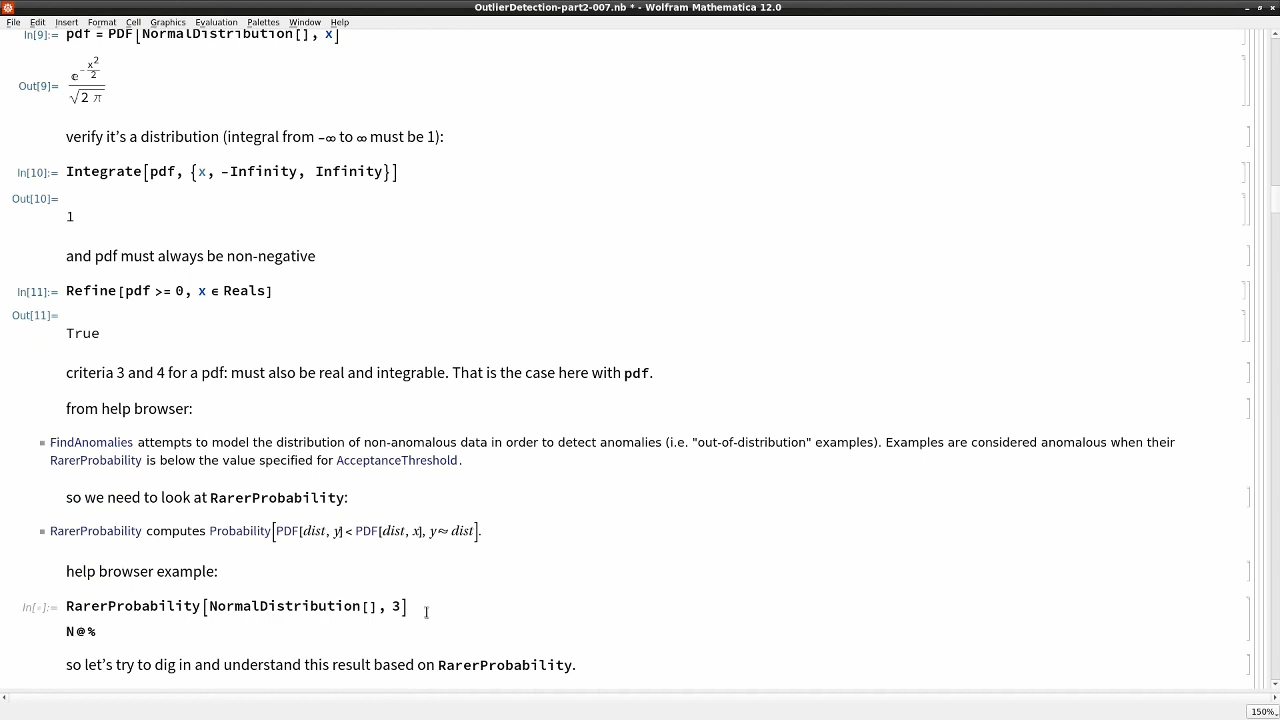 OutlierDetection-part2-007.nb * - Wolfram Mathematica 12.0
File Edit Insert Format Cell Graphics Evaluation Palettes Window Help
In[9]:= pdf = PDF[NormalDistribution[], x]
Out[9]= ⅇ^(-x^2/2)/√(2 π)
verify it's a distribution (integral from -∞ to ∞ must be 1):
In[10]:= Integrate[pdf, {x, -Infinity, Infinity}]
Out[10]=
1
and pdf must always be non-negative
In[11]:= Refine[pdf >= 0, x ∈ Reals]
Out[11]=
True
criteria 3 and 4 for a pdf: must also be real and integrable. That is the case here with pdf.
from help browser:
FindAnomalies attempts to model the distribution of non-anomalous data in order to detect anomalies (i.e. "out-of-distribution" examples). Examples are considered anomalous when their
RarerProbability is below the value specified for AcceptanceThreshold.
so we need to look at RarerProbability:
RarerProbability computes Probability[PDF[dist, y] < PDF[dist, x], y≈dist].
help browser example:
In[∘]:= RarerProbability[NormalDistribution[], 3]
N@%
so let's try to dig in and understand this result based on RarerProbability.
150%